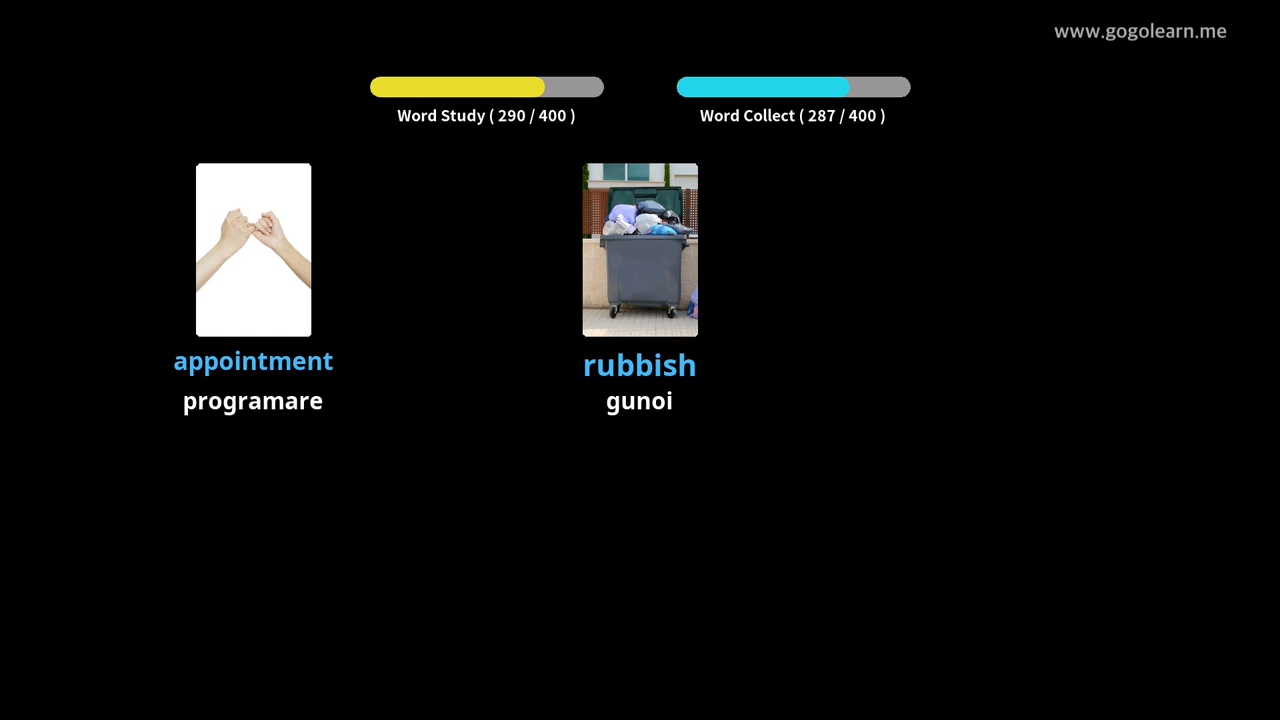 www.gogolearn.me
Word Study ( 290 / 400 )
Word Collect ( 287 / 400 )
appointment
programare
rubbish
gunoi